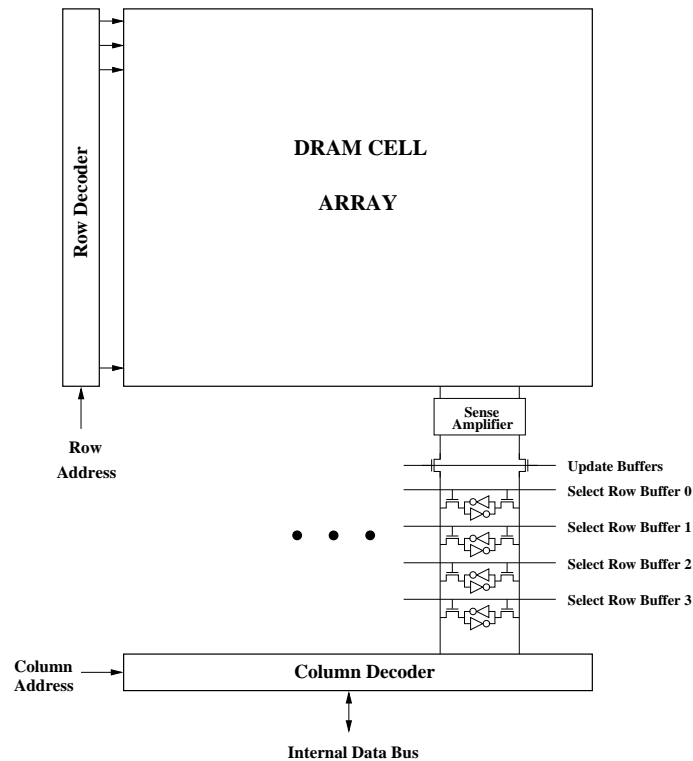 Row Decoder
DRAM CELL
ARRAY
Row
Address
Sense
Amplifier
Update Buffers
Select Row Buffer 0
Select Row Buffer 1
Select Row Buffer 2
Select Row Buffer 3
Column
Address
Column Decoder
Internal Data Bus